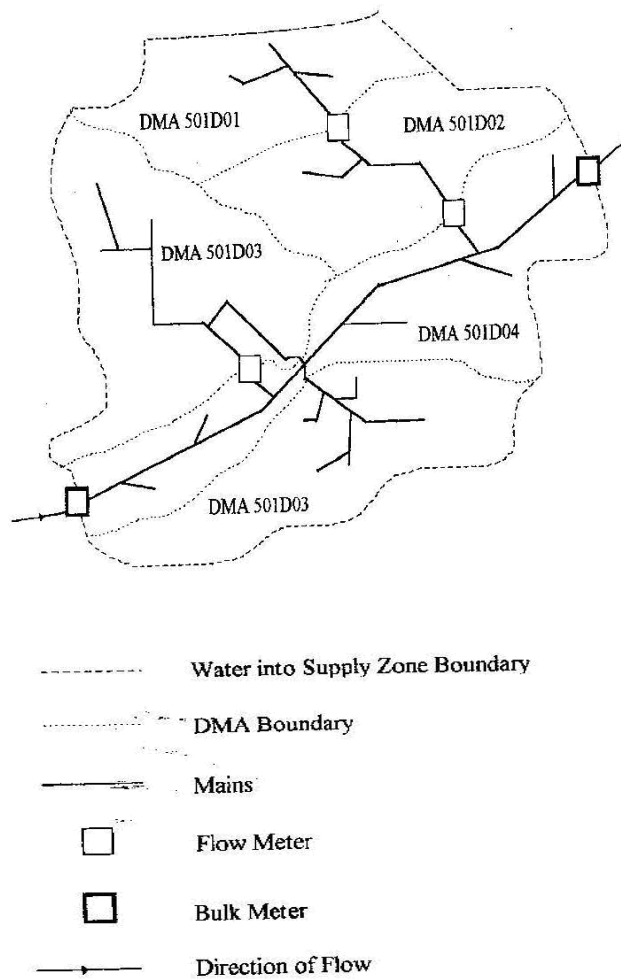 DMA 501D01
DMA 501D02
DMA 501D03
DMA 501D04
DMA 501D03
Water into Supply Zone Boundary
DMA Boundary
Mains
Flow Meter
Bulk Meter
Direction of Flow